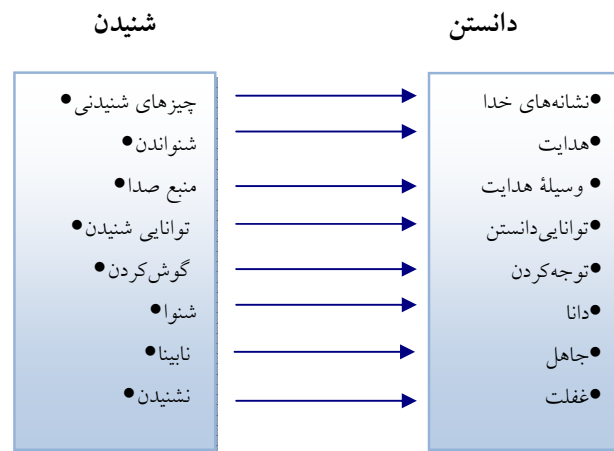 شنیدن
دانستن
چیزهای شنیدنی●
●نشانه‌های خدا
شنواندن●
●هدایت
منبع صدا●
●وسیلهٔ هدایت
توانایی شنیدن●
●توانایی‌دانستن
گوش‌کردن●
●توجه‌کردن
شنوا●
●دانا
نابینا●
●جاهل
نشنیدن●
●غفلت